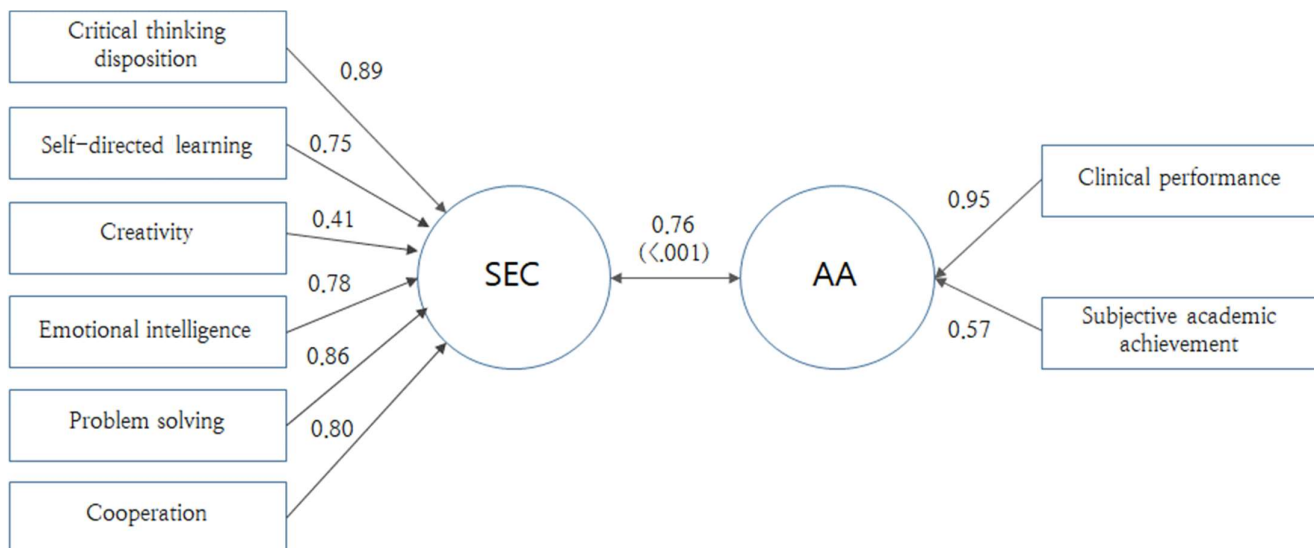 Critical thinking
disposition
0.89
Self-directed learning
0.75
Creativity
0.41
Emotional intelligence
0.78
Problem solving
0.86
Cooperation
0.80
SEC
0.76
(<.001)
AA
0.95
Clinical performance
0.57
Subjective academic
achievement